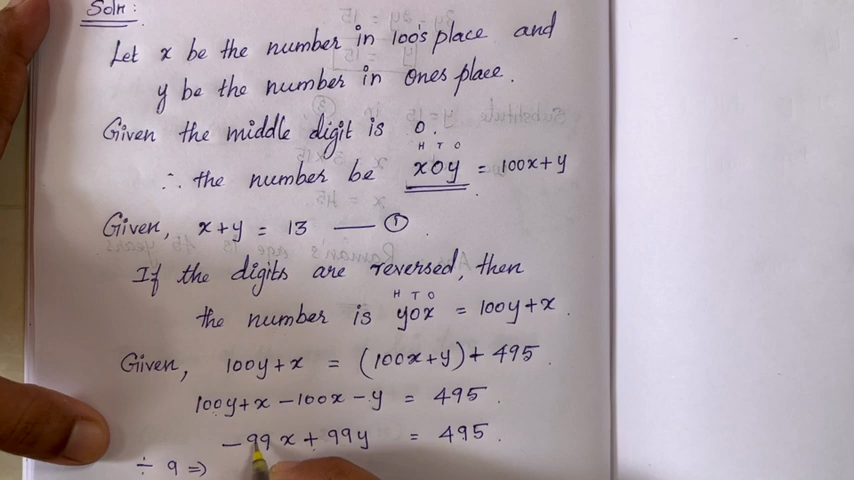 Soln:
Let x be the number in 100's place and
y be the number in ones place.
Given the middle digit is 0.
H T O
∴ the number be x0y = 100x+y
Given, x+y = 13 — ①.
If the digits are reversed, then
H T O
the number is y0x = 100y+x.
Given, 100y+x = (100x+y)+495.
100y+x-100x-y = 495.
-99x+99y = 495.
÷ 9 ⇒